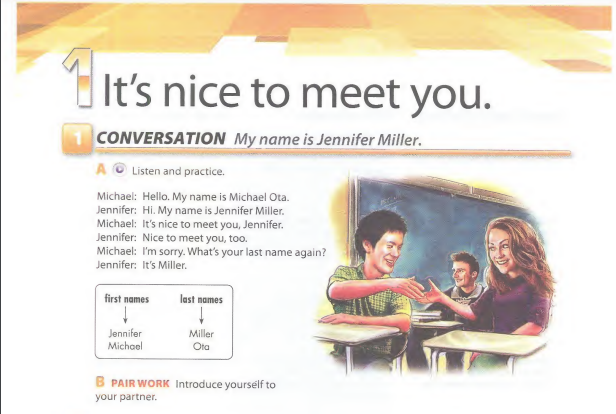 1 It's nice to meet you.
1 CONVERSATION My name is Jennifer Miller.
A Listen and practice.
Michael: Hello. My name is Michael Ota.
Jennifer: Hi. My name is Jennifer Miller.
Michael: It's nice to meet you, Jennifer.
Jennifer: Nice to meet you, too.
Michael: I'm sorry. What's your last name again?
Jennifer: It's Miller.
first names last names
Jennifer Miller
Michael Ota
B PAIR WORK Introduce yourself to
your partner.